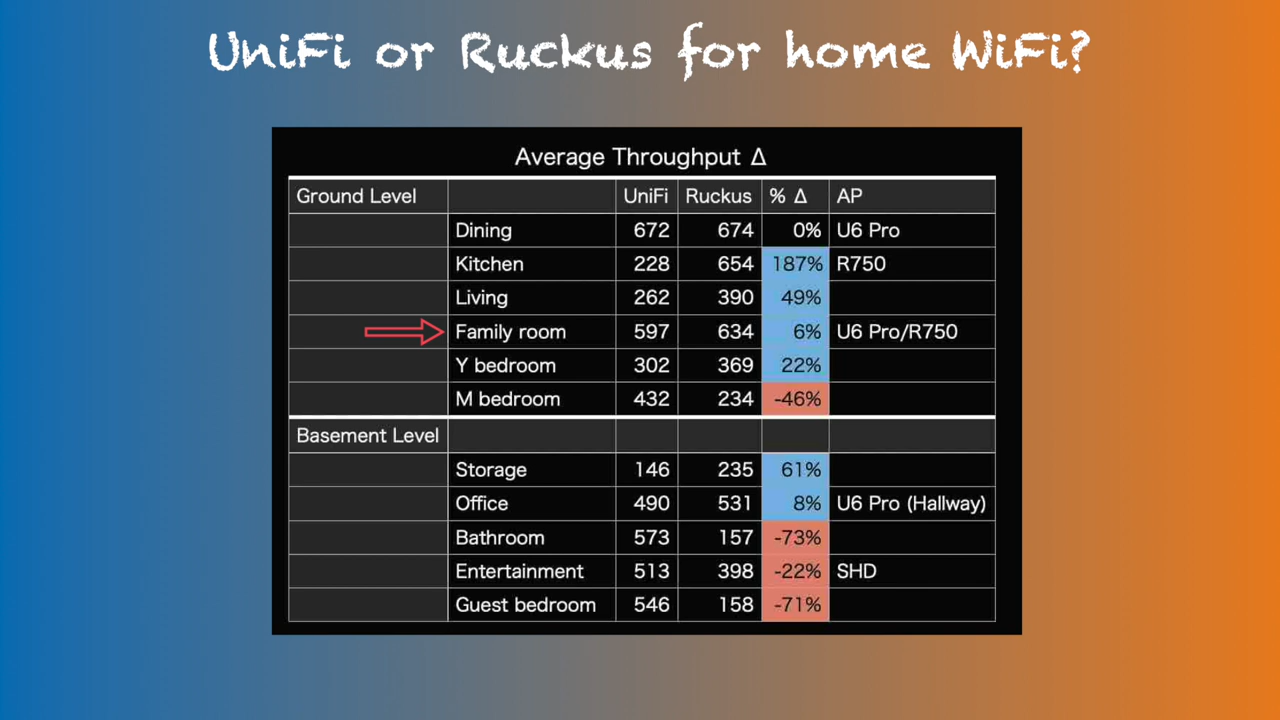 UniFi or Ruckus for home WiFi?
Average Throughput Δ
Ground Level UniFi Ruckus % Δ AP
Dining 672 674 0% U6 Pro
Kitchen 228 654 187% R750
Living 262 390 49%
Family room 597 634 6% U6 Pro/R750
Y bedroom 302 369 22%
M bedroom 432 234 -46%
Basement Level
Storage 146 235 61%
Office 490 531 8% U6 Pro (Hallway)
Bathroom 573 157 -73%
Entertainment 513 398 -22% SHD
Guest bedroom 546 158 -71%